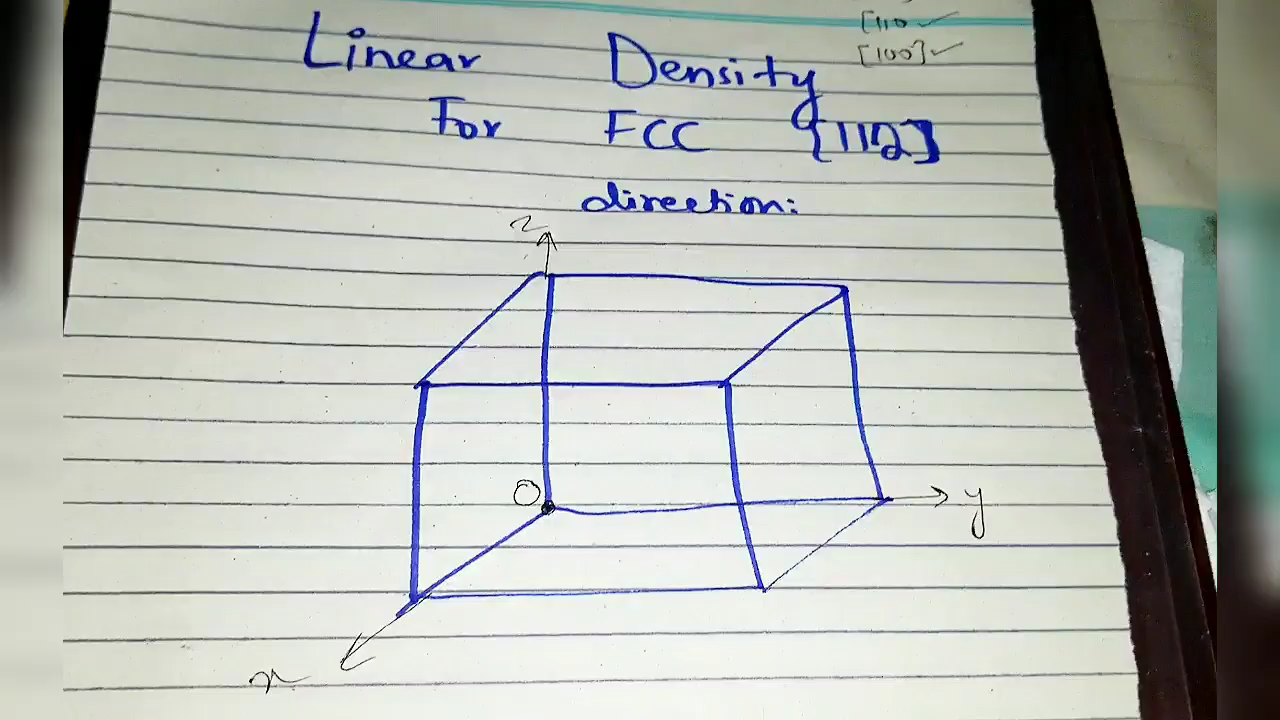 [110 ✓
[100] ✓
Linear Density
For FCC [112]
direction:
z
O
y
x